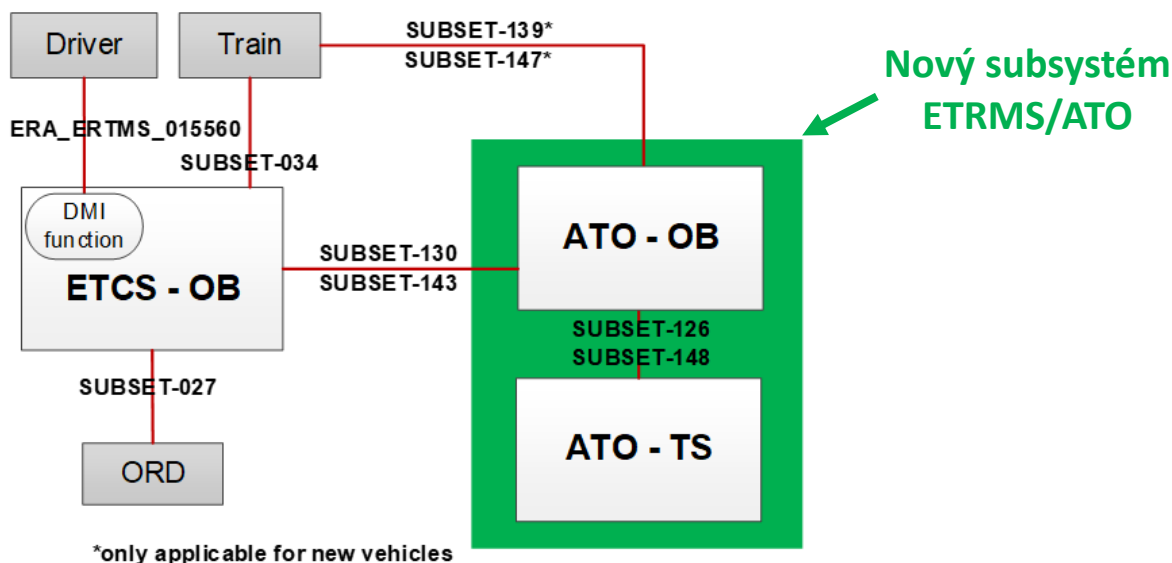 Driver
Train
SUBSET-139*
SUBSET-147*
Nový subsystém
ETRMS/ATO
ERA_ERTMS_015560
SUBSET-034
DMI
function
ETCS - OB
SUBSET-130
SUBSET-143
ATO - OB
SUBSET-126
SUBSET-148
SUBSET-027
ATO - TS
ORD
*only applicable for new vehicles